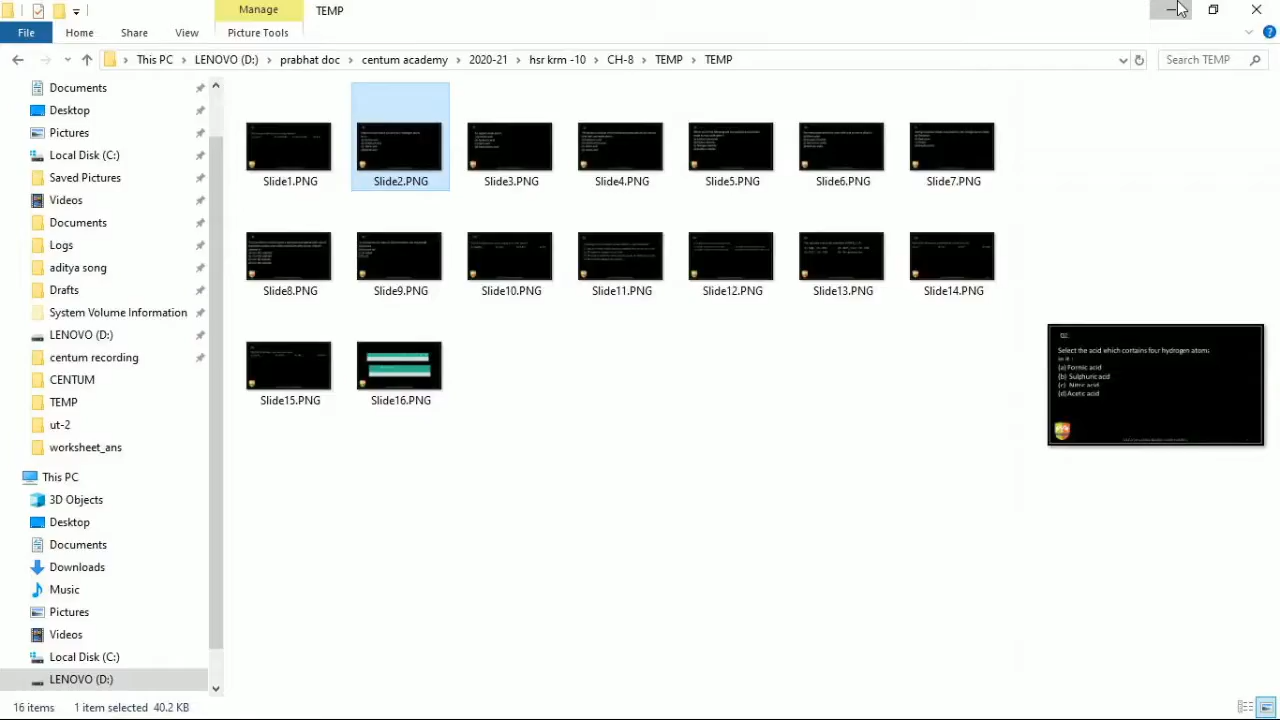 Manage
TEMP
File
Home
Share
View
Picture Tools
This PC
LENOVO (D:)
prabhat doc
centum academy
2020-21
hsr krm -10
CH-8
TEMP
TEMP
Search TEMP
Documents
Desktop
Pictures
Local Disk (C:)
Saved Pictures
Videos
Documents
Logs
aditya song
Drafts
System Volume Information
LENOVO (D:)
centum recording
CENTUM
TEMP
ut-2
worksheet_ans
This PC
3D Objects
Desktop
Documents
Downloads
Music
Pictures
Videos
Local Disk (C:)
LENOVO (D:)
Slide1.PNG
Slide2.PNG
Slide3.PNG
Slide4.PNG
Slide5.PNG
Slide6.PNG
Slide7.PNG
Slide8.PNG
Slide9.PNG
Slide10.PNG
Slide11.PNG
Slide12.PNG
Slide13.PNG
Slide14.PNG
Slide15.PNG
Slide16.PNG
Select the acid which contains four hydrogen atoms
in it :
(a) Formic acid
(b) Sulphuric acid
(c) Nitric acid
(d) Acetic acid
16 items
1 item selected 40.2 KB